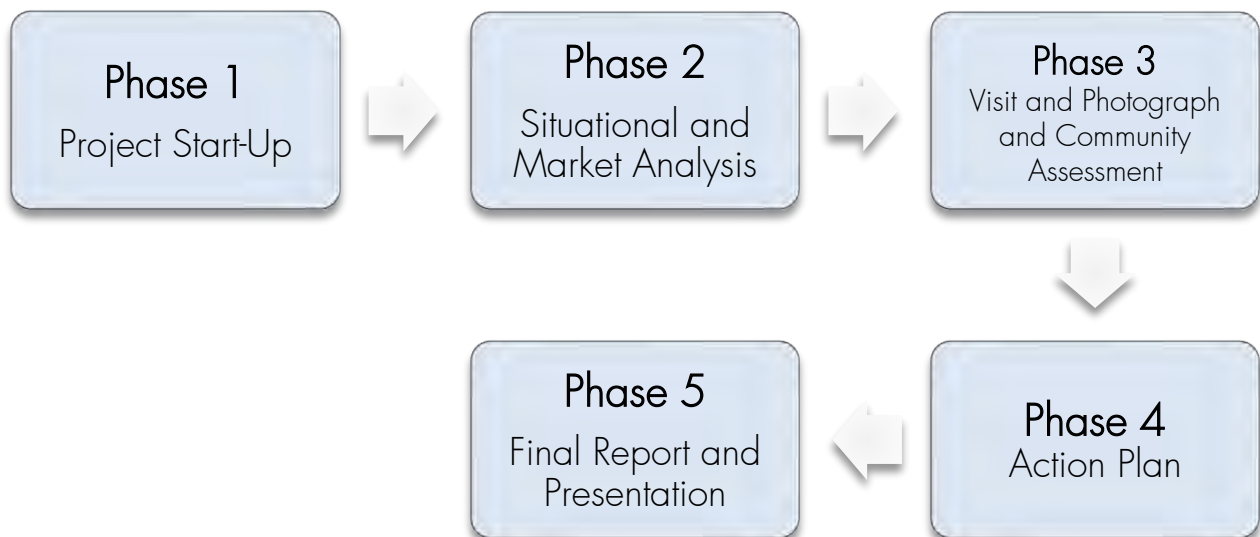 Phase 1
Project Start-Up
Phase 2
Situational and
Market Analysis
Phase 3
Visit and Photograph
and Community
Assessment
Phase 4
Action Plan
Phase 5
Final Report and
Presentation